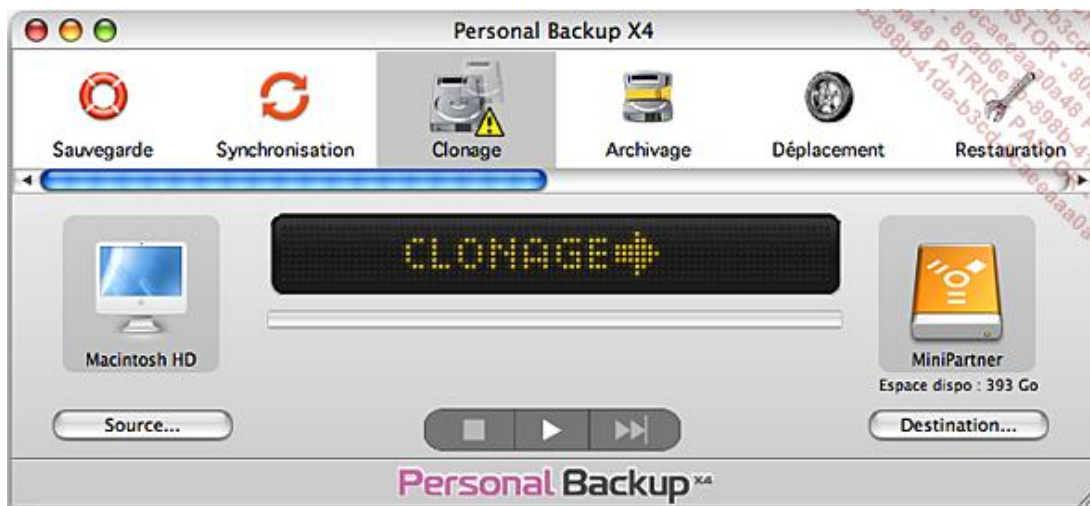 Personal Backup X4
Sauvegarde
Synchronisation
Clonage
Archivage
Déplacement
Restauration
CLONAGE
Macintosh HD
MiniPartner
Espace dispo : 393 Go
Source...
Destination...
Personal Backup X4